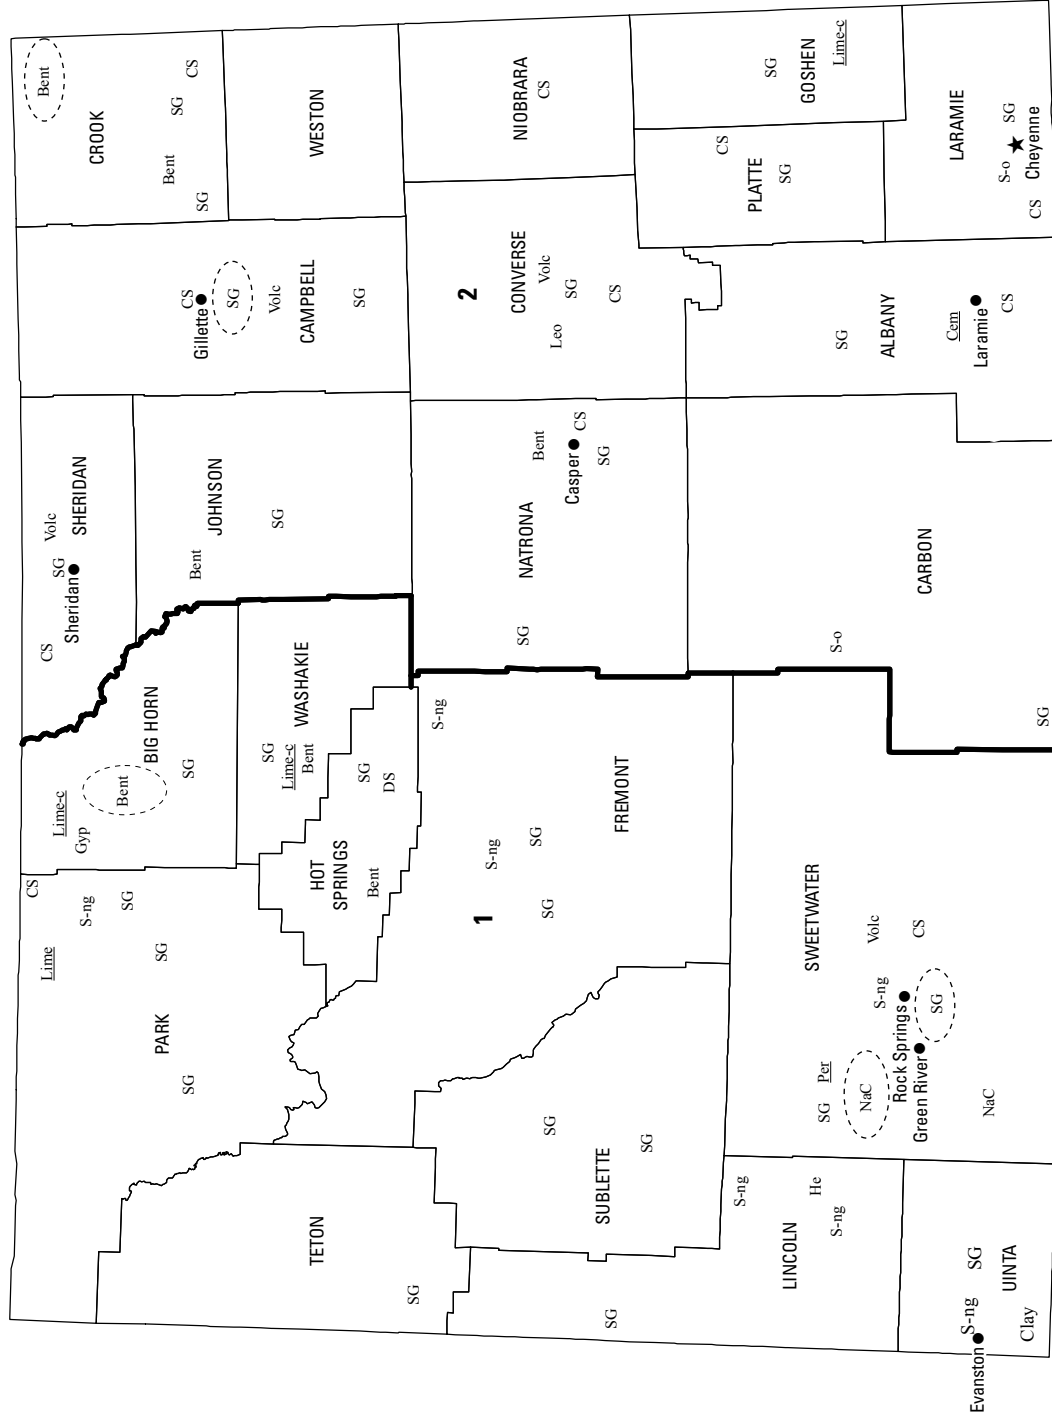 PARK
Lime
CS
S-ng
SG
SG
SG
Lime-c
Gyp
Bent
BIG HORN
SG
CS
SG
Sheridan
Volc
SHERIDAN
Bent
JOHNSON
SG
Gillette
CS
SG
Volc
CAMPBELL
SG
Bent
CROOK
Bent
SG
SG
CS
WESTON
TETON
SG
HOT
SPRINGS
Bent
SG
DS
SG
Lime-c
Bent
WASHAKIE
S-ng
S-ng
1
SG
SG
FREMONT
SG
SG
SUBLETTE
SG
SG
NATRONA
Bent
Casper
CS
SG
2
CONVERSE
Volc
Leo
SG
CS
NIOBRARA
CS
S-ng
He
S-ng
LINCOLN
SWEETWATER
SG
Per
NaC
Volc
S-ng
CS
Rock Springs
Green River
SG
NaC
S-o
CARBON
SG
SG
ALBANY
Cem
Laramie
CS
CS
PLATTE
SG
SG
GOSHEN
Lime-c
LARAMIE
S-o
SG
Cheyenne
CS
Evanston
S-ng
SG
UINTA
Clay